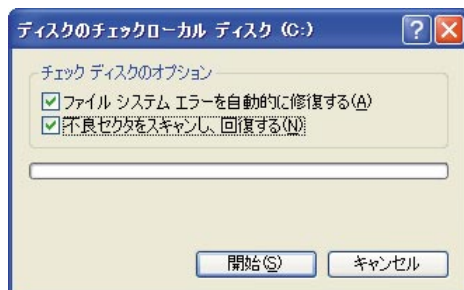 ディスクのチェックローカル ディスク (C:)
チェック ディスクのオプション
ファイル システム エラーを自動的に修復する(A)
不良セクタをスキャンし、回復する(N)
開始(S)
キャンセル